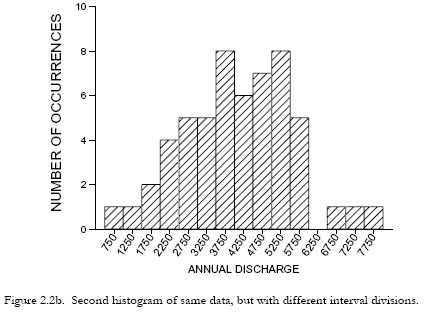 10
8
6
4
2
0
NUMBER OF OCCURRENCES
750 1250 1750 2250 2750 3250 3750 4250 4750 5250 5750 6250 6750 7250 7750
ANNUAL DISCHARGE
Figure 2.2b. Second histogram of same data, but with different interval divisions.